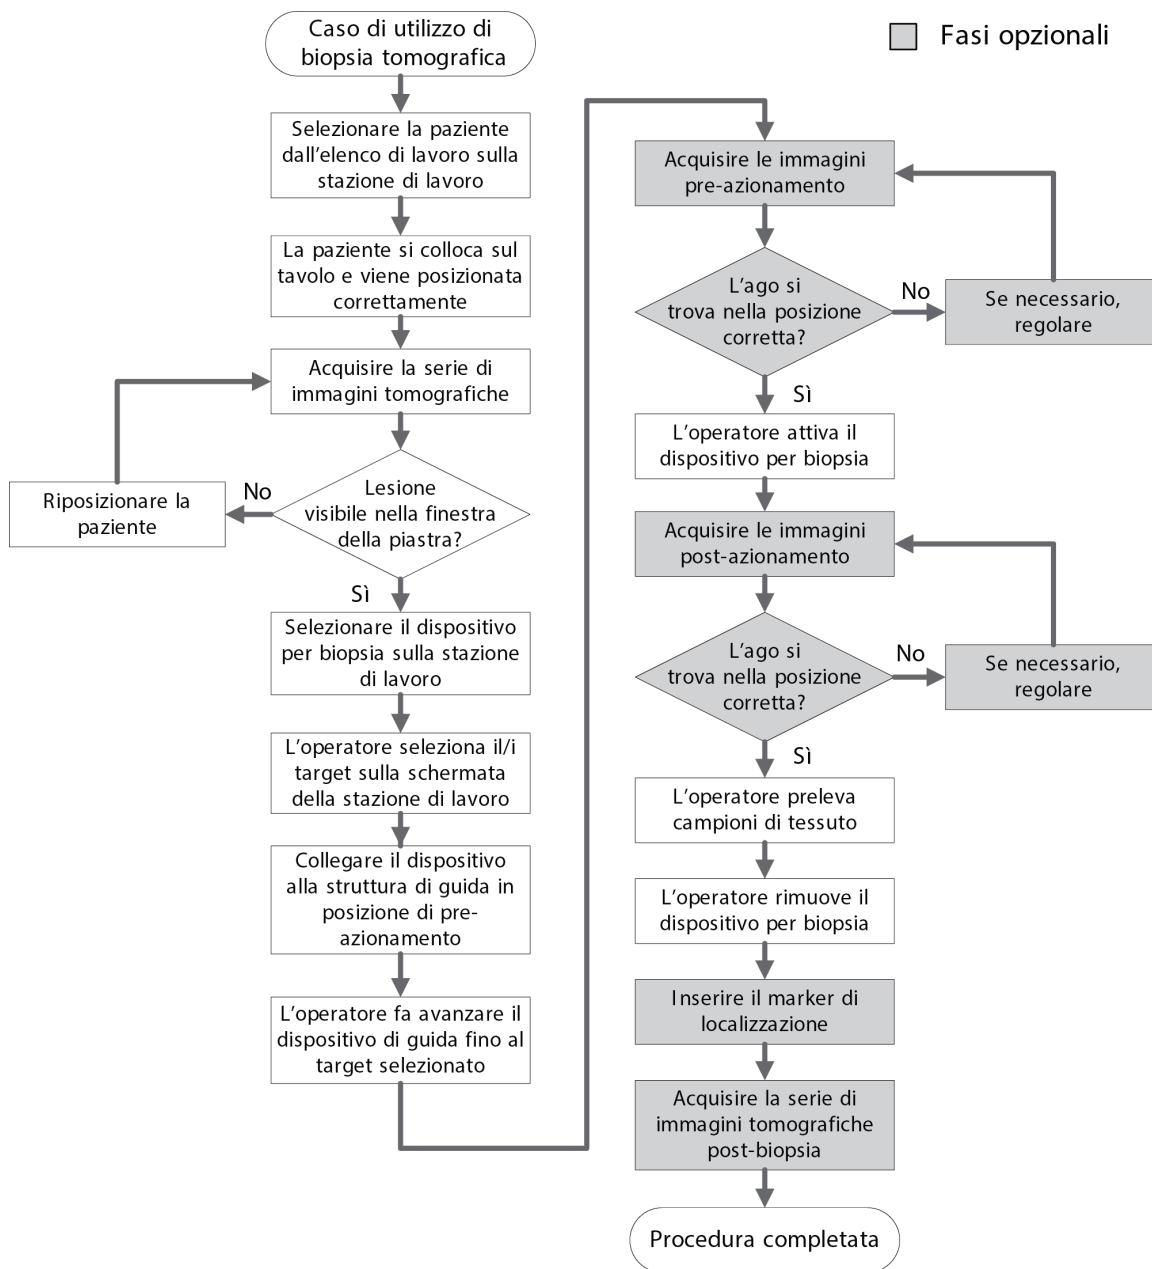 Caso di utilizzo di
biopsia tomografica
Fasi opzionali
Selezionare la paziente
dall'elenco di lavoro sulla
stazione di lavoro
La paziente si colloca sul
tavolo e viene posizionata
correttamente
Acquisire la serie di
immagini tomografiche
Lesione
visibile nella finestra
della piastra?
No
Riposizionare la
paziente
Sì
Selezionare il dispositivo
per biopsia sulla stazione
di lavoro
L'operatore seleziona il/i
target sulla schermata
della stazione di lavoro
Collegare il dispositivo
alla struttura di guida in
posizione di pre-
azionamento
L'operatore fa avanzare il
dispositivo di guida fino al
target selezionato
Acquisire le immagini
pre-azionamento
L'ago si
trova nella posizione
corretta?
No
Se necessario,
regolare
Sì
L'operatore attiva il
dispositivo per biopsia
Acquisire le immagini
post-azionamento
L'ago si
trova nella posizione
corretta?
No
Se necessario,
regolare
Sì
L'operatore preleva
campioni di tessuto
L'operatore rimuove il
dispositivo per biopsia
Inserire il marker di
localizzazione
Acquisire la serie di
immagini tomografiche
post-biopsia
Procedura completata